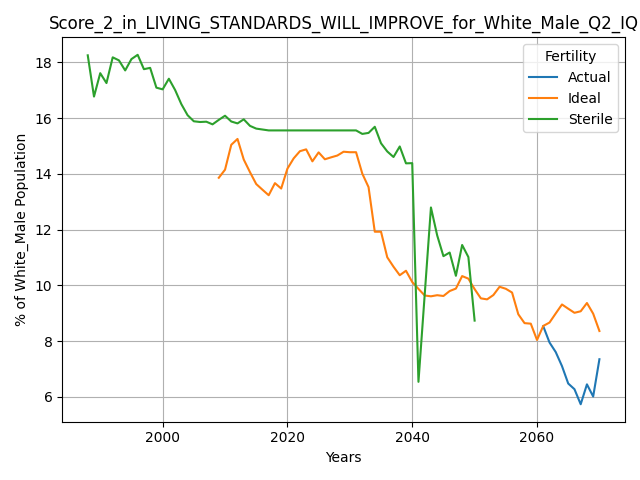 Score_2_in_LIVING_STANDARDS_WILL_IMPROVE_for_White_Male_Q2_IQ
Fertility
Actual
Ideal
Sterile
% of White_Male Population
18
16
14
12
10
8
6
2000
2020
2040
2060
Years